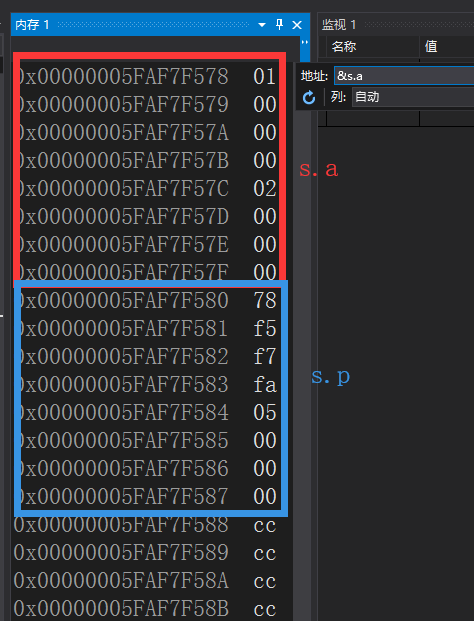 内存 1
监视 1
名称 值
地址: &s.a
列: 自动
0x00000005FAF7F578 01
0x00000005FAF7F579 00
0x00000005FAF7F57A 00
0x00000005FAF7F57B 00
0x00000005FAF7F57C 02
0x00000005FAF7F57D 00
0x00000005FAF7F57E 00
0x00000005FAF7F57F 00
s.a
0x00000005FAF7F580 78
0x00000005FAF7F581 f5
0x00000005FAF7F582 f7
0x00000005FAF7F583 fa
0x00000005FAF7F584 05
0x00000005FAF7F585 00
0x00000005FAF7F586 00
0x00000005FAF7F587 00
s.p
0x00000005FAF7F588 cc
0x00000005FAF7F589 cc
0x00000005FAF7F58A cc
0x00000005FAF7F58B cc